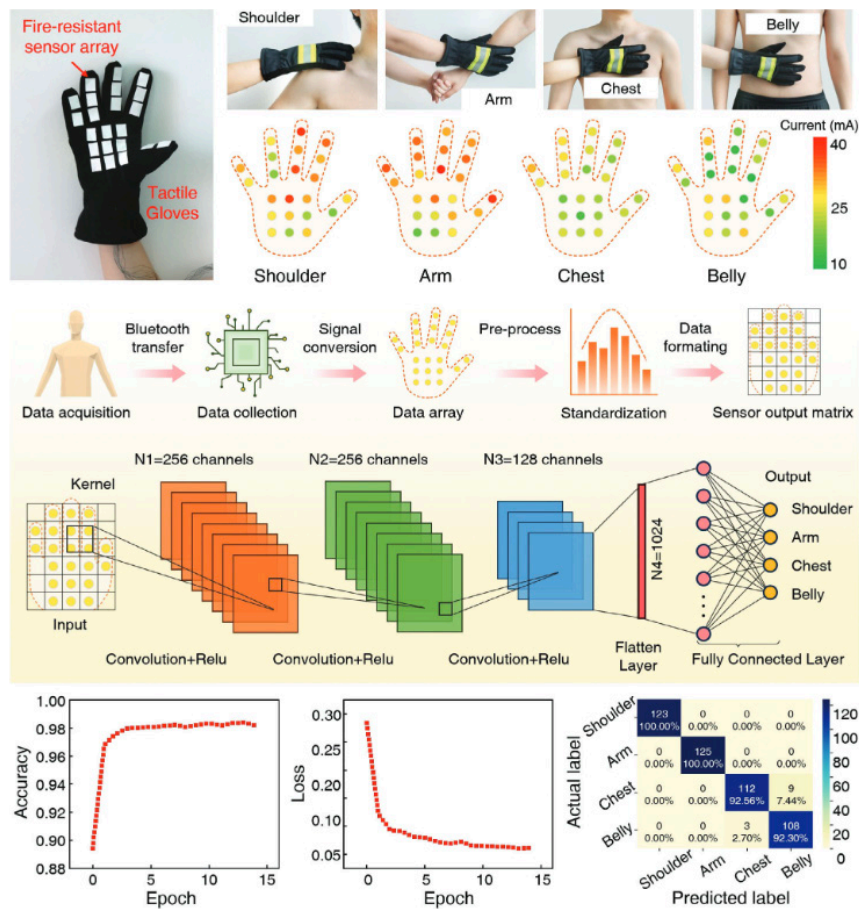 Fire-resistant
sensor array
Tactile
Gloves
Shoulder
Arm
Chest
Belly
Current (mA)
40
25
10
Shoulder
Arm
Chest
Belly
Bluetooth
transfer
Signal
conversion
Pre-process
Data
formating
Data acquisition
Data collection
Data array
Standardization
Sensor output matrix
N1=256 channels
N2=256 channels
N3=128 channels
Kernel
Input
Convolution+Relu
Convolution+Relu
Convolution+Relu
N4=1024
Flatten
Layer
Output
Shoulder
Arm
Chest
Belly
Fully Connected Layer
1.00
0.98
0.95
0.92
0.90
0.88
Accuracy
0 5 10 15
Epoch
0.30
0.25
0.20
0.15
0.10
0.05
Loss
0 5 10 15
Epoch
Actual label
Shoulder
Arm
Chest
Belly
123 0 0 0
100.00% 0.00% 0.00% 0.00%
0 125 0 0
0.00% 100.00% 0.00% 0.00%
0 0 112 9
0.00% 0.00% 92.56% 7.44%
0 0 3 108
0.00% 0.00% 2.70% 92.30%
Shoulder
Arm
Chest
Belly
Predicted label
120
100
80
60
40
20
0